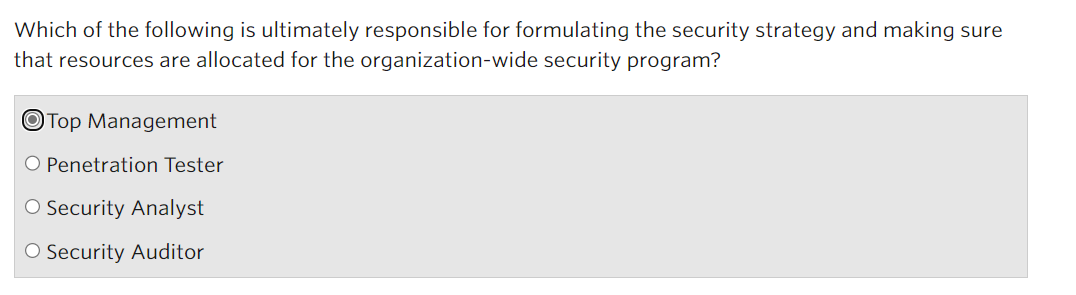 Which of the following is ultimately responsible for formulating the security strategy and making sure
that resources are allocated for the organization-wide security program?
Top Management
Penetration Tester
Security Analyst
Security Auditor